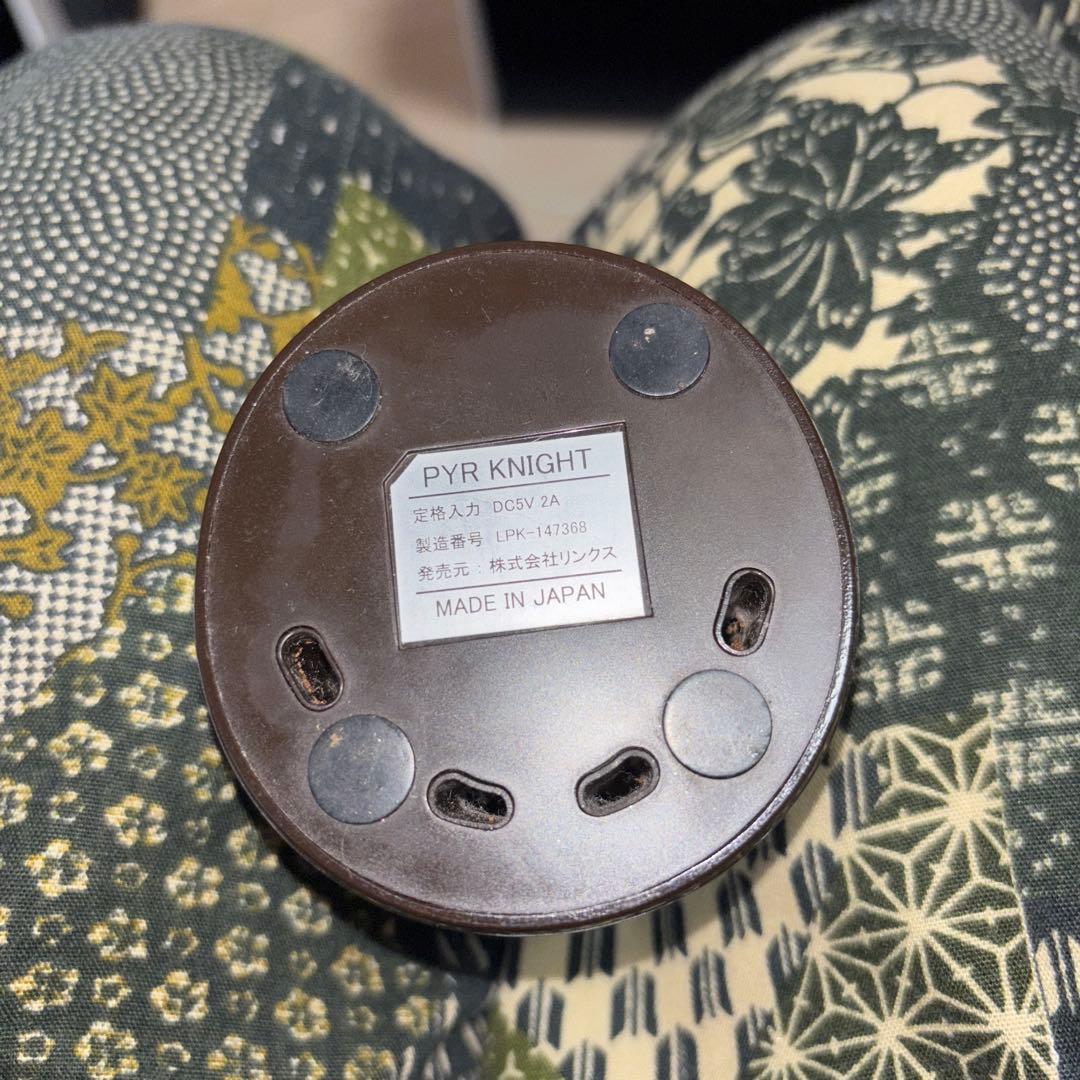 PYR KNIGHT
定格入力 DC5V 2A
製造番号 LPK-147368
発売元：株式会社リンクス
MADE IN JAPAN